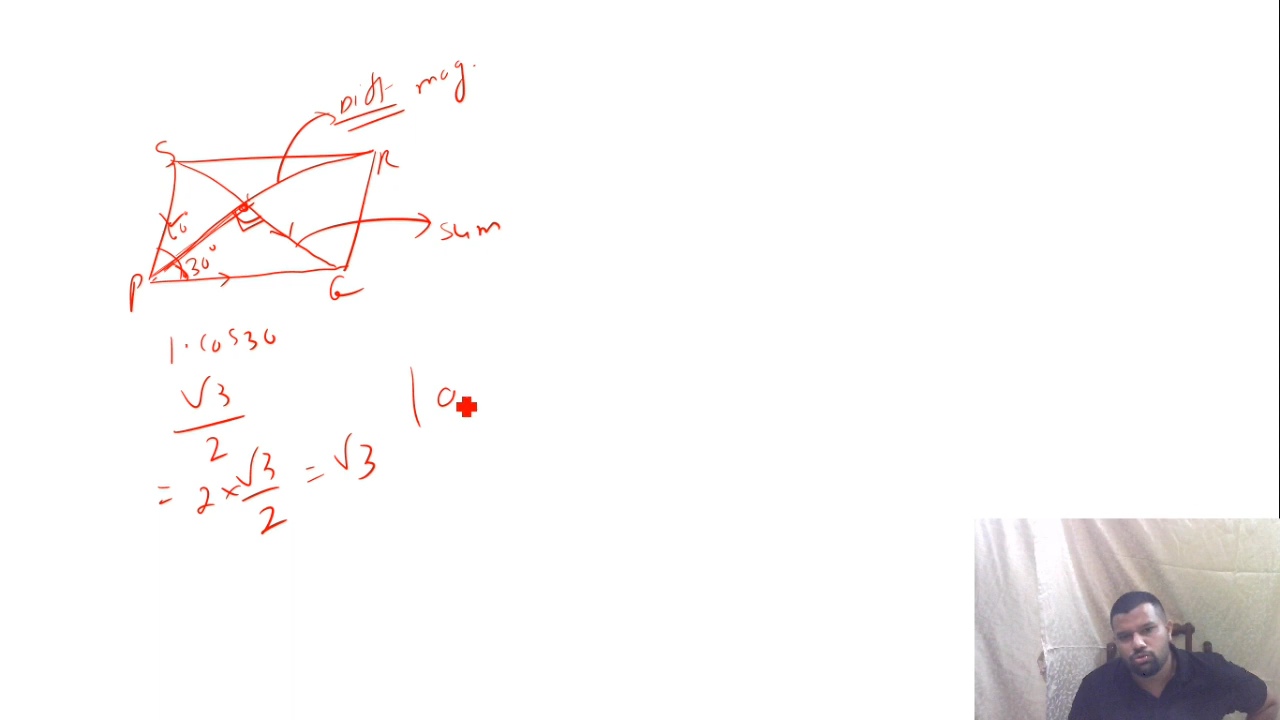 Diff mag.
S
R
sum
30°
P
Q
1.cos30
√3
2
= 2×√3 = √3
2
| a